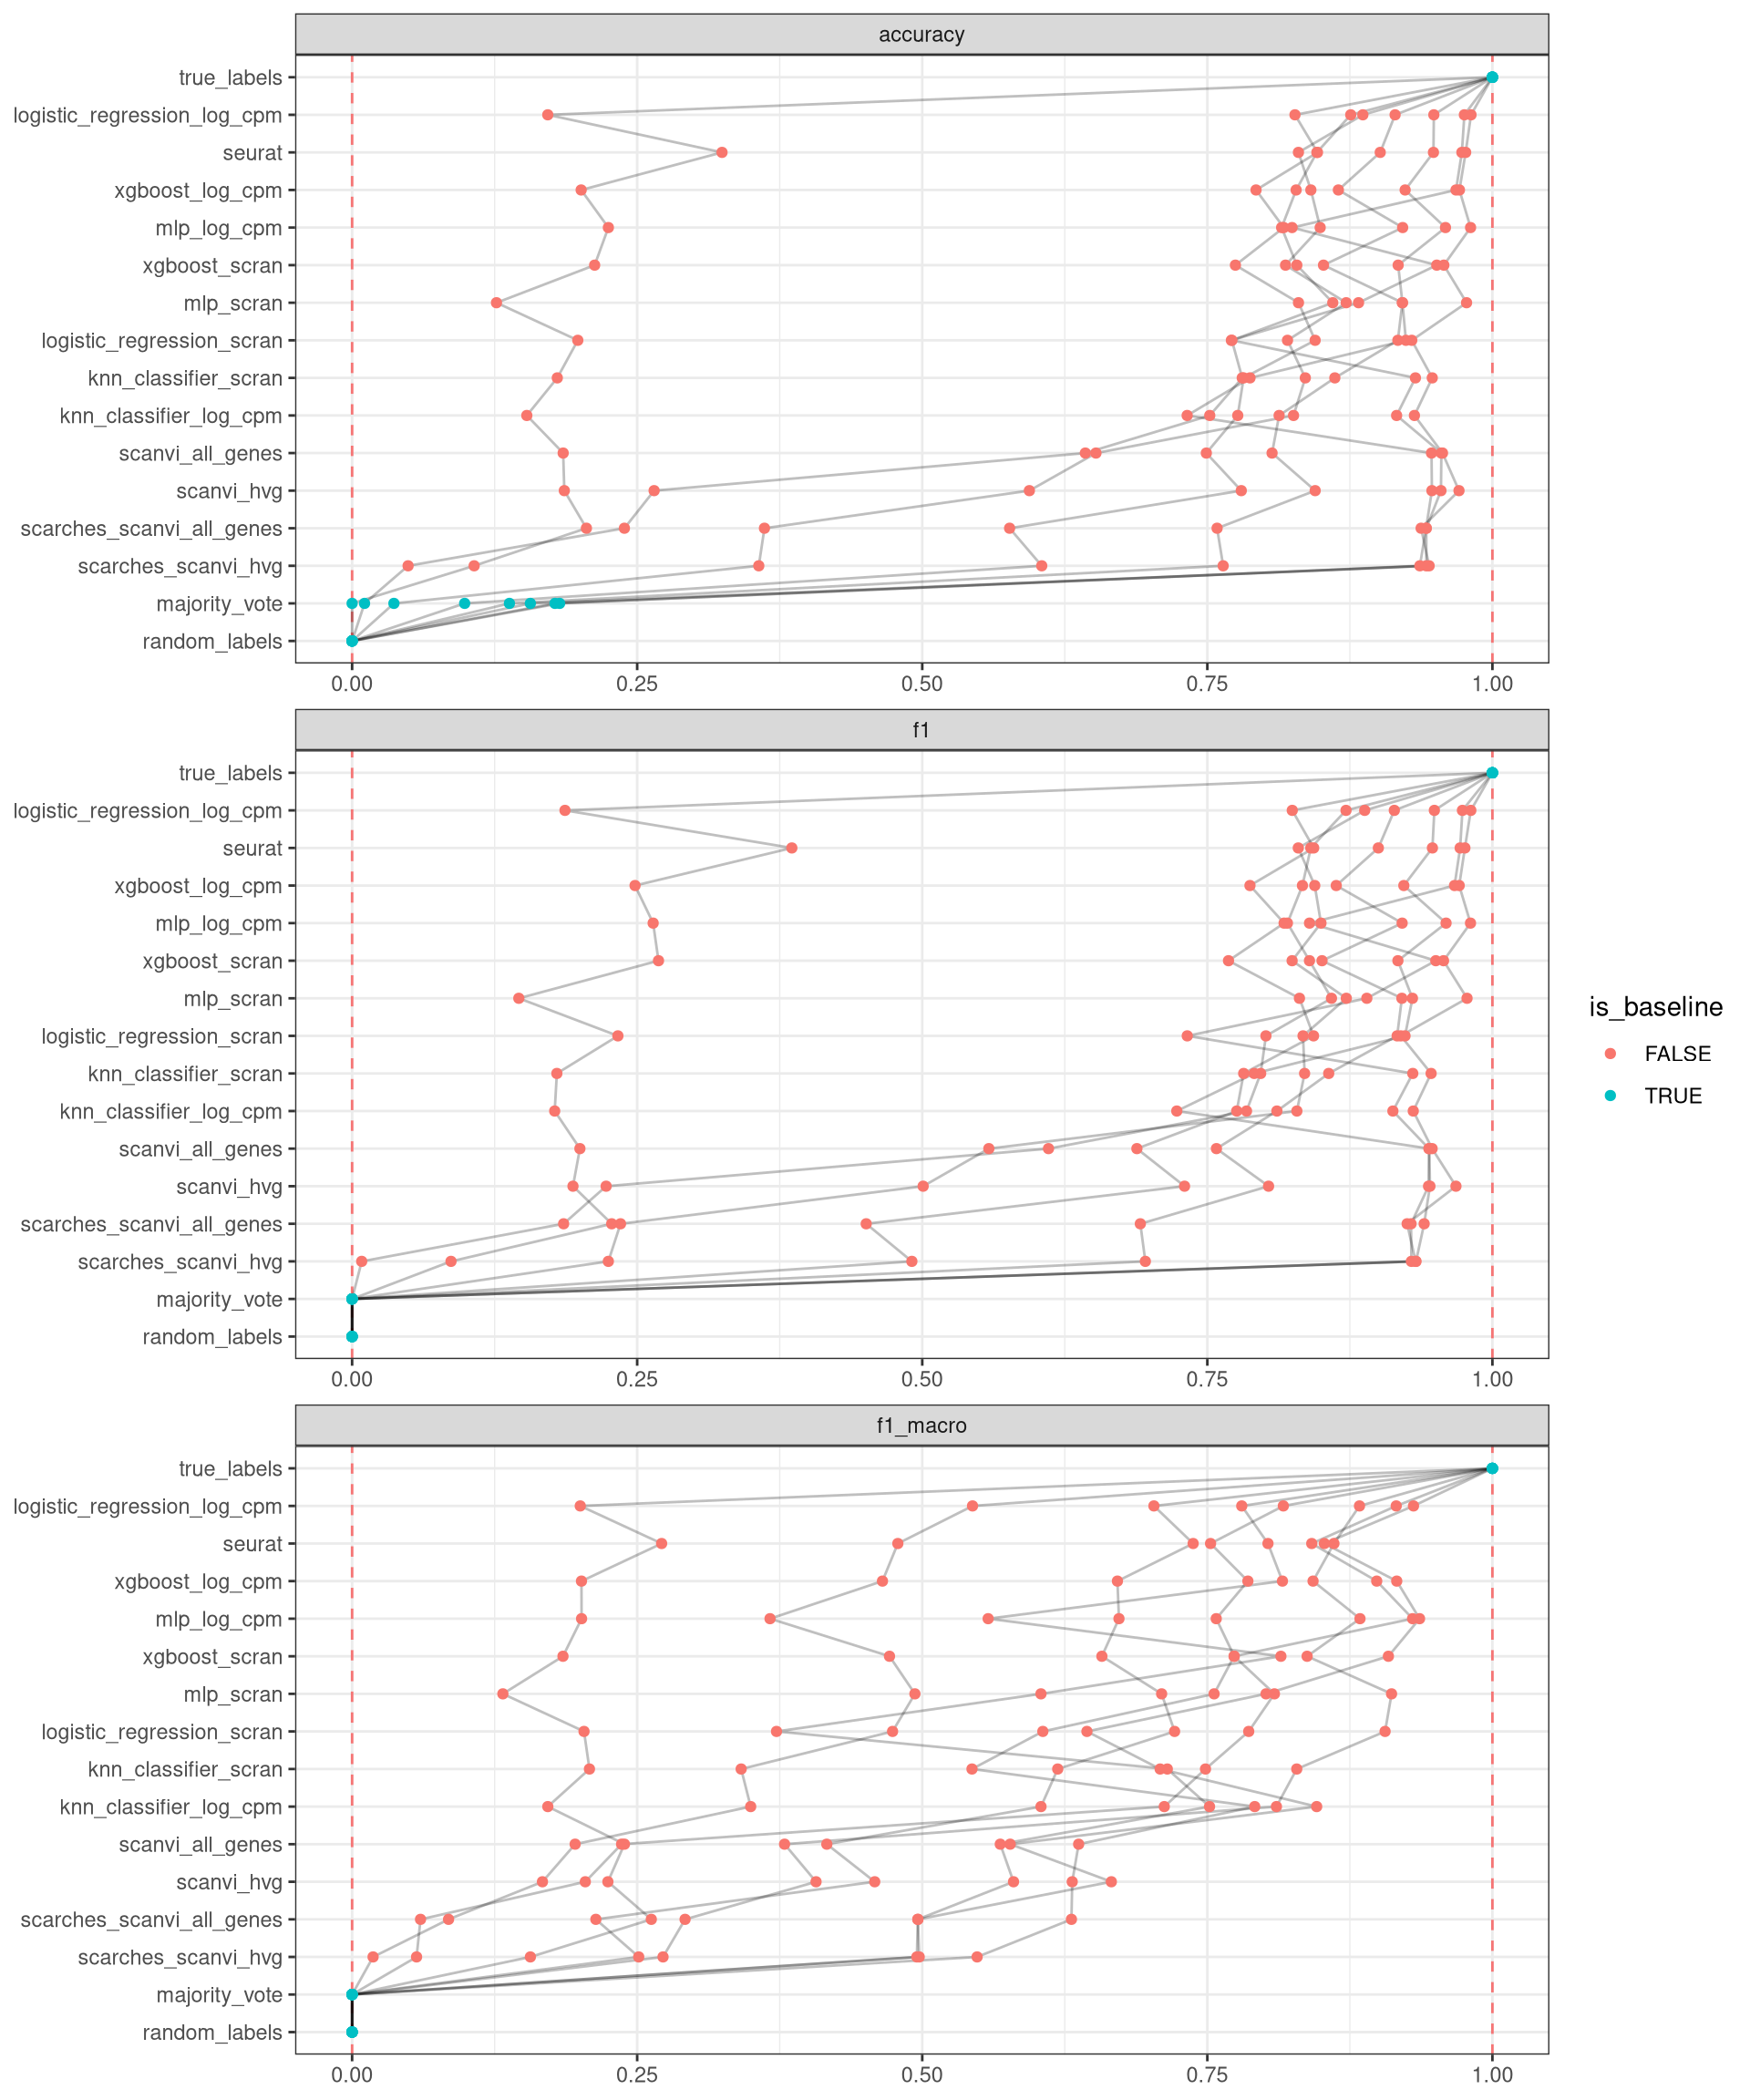 accuracy
true_labels
logistic_regression_log_cpm
seurat
xgboost_log_cpm
mlp_log_cpm
xgboost_scran
mlp_scran
logistic_regression_scran
knn_classifier_scran
knn_classifier_log_cpm
scanvi_all_genes
scanvi_hvg
scarches_scanvi_all_genes
scarches_scanvi_hvg
majority_vote
random_labels
0.00 0.25 0.50 0.75 1.00
f1
true_labels
logistic_regression_log_cpm
seurat
xgboost_log_cpm
mlp_log_cpm
xgboost_scran
mlp_scran
logistic_regression_scran
knn_classifier_scran
knn_classifier_log_cpm
scanvi_all_genes
scanvi_hvg
scarches_scanvi_all_genes
scarches_scanvi_hvg
majority_vote
random_labels
0.00 0.25 0.50 0.75 1.00
f1_macro
true_labels
logistic_regression_log_cpm
seurat
xgboost_log_cpm
mlp_log_cpm
xgboost_scran
mlp_scran
logistic_regression_scran
knn_classifier_scran
knn_classifier_log_cpm
scanvi_all_genes
scanvi_hvg
scarches_scanvi_all_genes
scarches_scanvi_hvg
majority_vote
random_labels
0.00 0.25 0.50 0.75 1.00
is_baseline
FALSE
TRUE